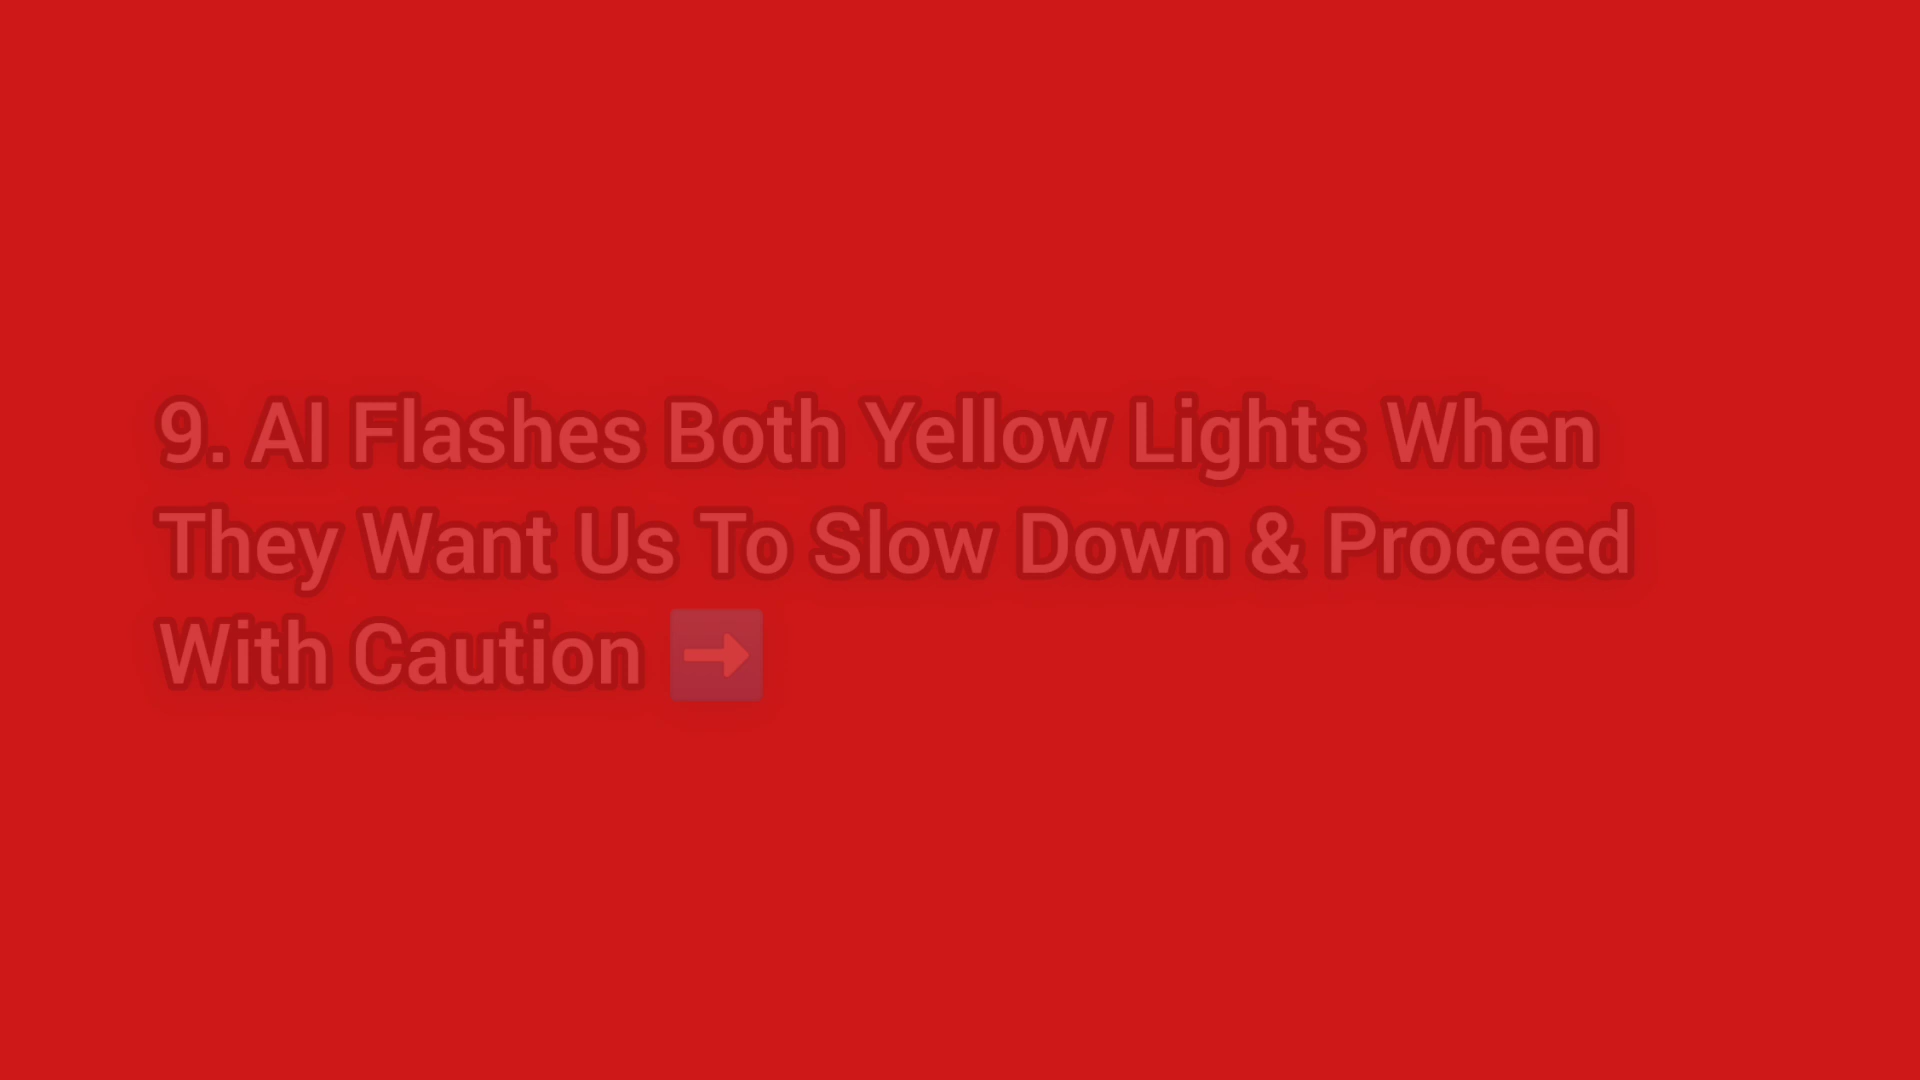 9. AI Flashes Both Yellow Lights When
They Want Us To Slow Down & Proceed
With Caution ➡